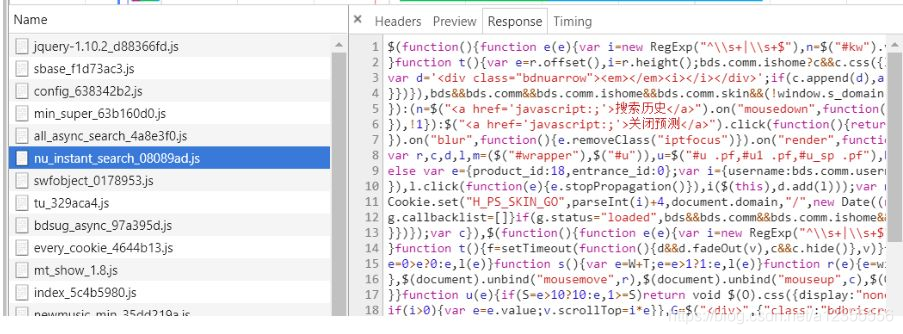 Name
jquery-1.10.2_d88366fd.js
sbase_f1d73ac3.js
config_638342b2.js
min_super_63b160d0.js
all_async_search_4a8e3f0.js
nu_instant_search_08089ad.js
swfobject_0178953.js
tu_329aca4.js
bdsug_async_97a395d.js
every_cookie_4644b13.js
mt_show_1.8.js
index_5c4b5980.js
newmusic_min_35dd219a.js
× Headers Preview Response Timing
1 $(function(){function e(e){var i=new RegExp("^\\s+|\\s+$"),n=$("#kw").v
2 }function t(){var e=r.offset(),i=r.height();bds.comm.ishome?c&&c.css({
3 var d='<div class="bdnuarrow"><em></em><i></i></div>';if(c.append(d),a
4 }})}),bds&&bds.comm&&bds.comm.ishome&&bds.comm.skin&&(!window.s_domain
5 }):(n=$("<a href='javascript:;'>搜索历史</a>").on("mousedown",function(
6 }),!1}):$("<a href='javascript:;'>关闭预测</a>").click(function(){return
7 }).on("blur",function(){e.removeClass("iptfocus")}).on("render",function
8 var r,c,d,l,m=($("#wrapper"),$("#u")),u=$("#u .pf,#u1 .pf,#u_sp .pf"),
9 else var e={product_id:18,entrance_id:0};var i={username:bds.comm.usern
10 }),l.click(function(e){e.stopPropagation()}),i($(this),d.add(l))};var n
11 Cookie.set("H_PS_SKIN_GO",parseInt(i)+4,document.domain,"/",new Date((n
12 g.callbacklist=[]}if(g.status="loaded",bds&&bds.comm&&bds.comm.ishome&
13 }})}});var c}),$(function(){function e(e){var i=new RegExp("^\\s+|\\s+$
14 }function t(){f=setTimeout(function(){d&&d.fadeOut(v),c&&c.hide()},v)}
15 e=0>e?0:e,l(e)}function s(){var e=W+T;e=e>1?1:e,l(e)}function r(e){e=wi
16 },$(document).unbind("mousemove",r),$(document).unbind("mouseup",c),$(O
17 }}function u(e){if(S=e>10?10:e,1>=S)return void $(O).css({display:"none
18 if(i>0){var e=e.value;v.scrollTop=i*e}},G=$("<div>",{"class":"bdbriscro